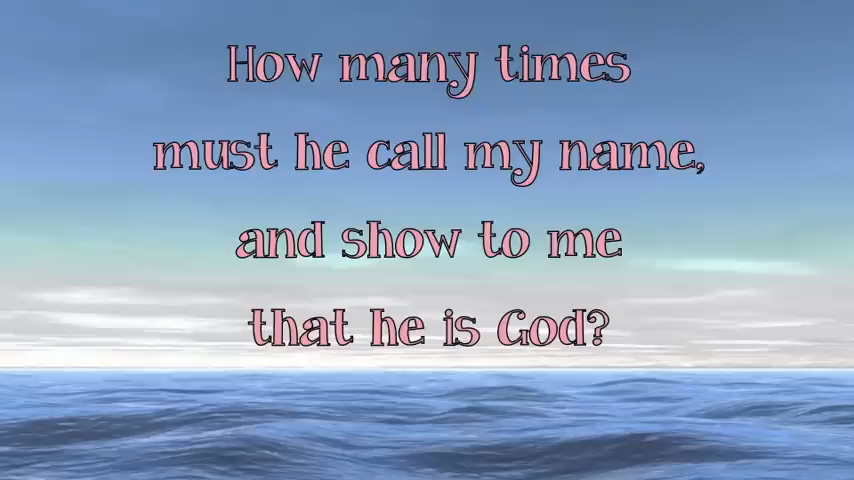 How many times
must he call my name,
and show to me
that he is God?